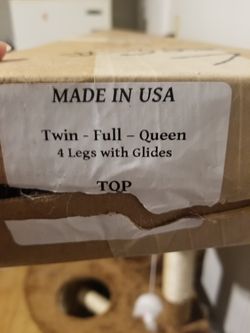 MADE IN USA
Twin - Full – Queen
4 Legs with Glides
TOP